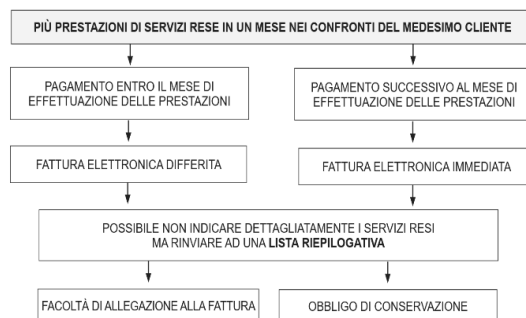 PIÙ PRESTAZIONI DI SERVIZI RESE IN UN MESE NEI CONFRONTI DEL MEDESIMO CLIENTE
PAGAMENTO ENTRO IL MESE DI
EFFETTUAZIONE DELLE PRESTAZIONI
PAGAMENTO SUCCESSIVO AL MESE DI
EFFETTUAZIONE DELLE PRESTAZIONI
FATTURA ELETTRONICA DIFFERITA
FATTURA ELETTRONICA IMMEDIATA
POSSIBILE NON INDICARE DETTAGLIATAMENTE I SERVIZI RESI
MA RINVIARE AD UNA LISTA RIEPILOGATIVA
FACOLTÀ DI ALLEGAZIONE ALLA FATTURA
OBBLIGO DI CONSERVAZIONE